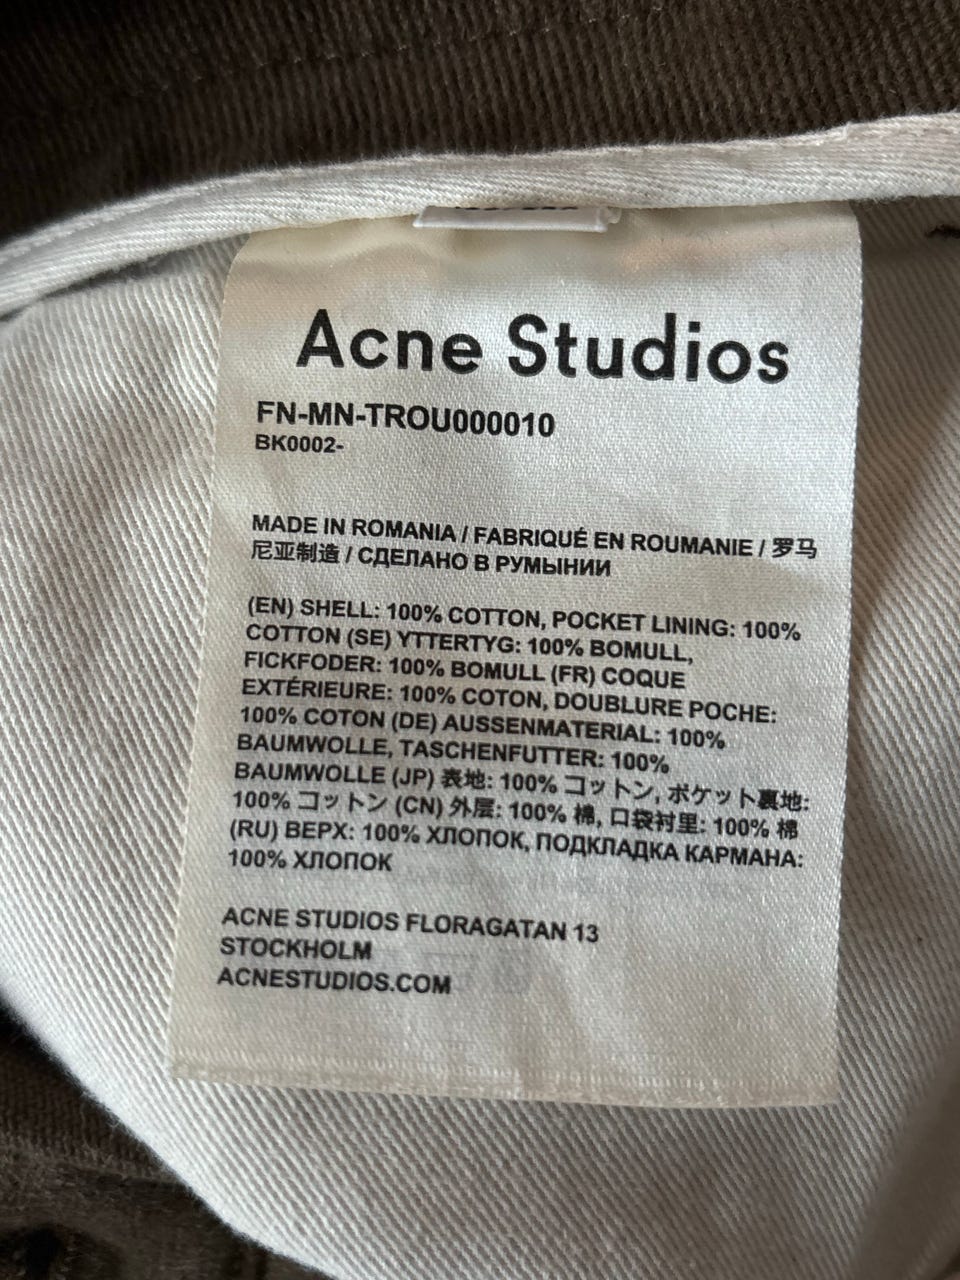 Acne Studios
FN-MN-TROU000010
BK0002-
MADE IN ROMANIA / FABRIQUÉ EN ROUMANIE / 罗马
尼亚制造 / СДЕЛАНО В РУМЫНИИ
(EN) SHELL: 100% COTTON, POCKET LINING: 100%
COTTON (SE) YTTERTYG: 100% BOMULL,
FICKFODER: 100% BOMULL (FR) COQUE
EXTÉRIEURE: 100% COTON, DOUBLURE POCHE:
100% COTON (DE) AUSSENMATERIAL: 100%
BAUMWOLLE, TASCHENFUTTER: 100%
BAUMWOLLE (JP) 表地: 100% コットン, ポケット裏地:
100% コットン (CN) 外层: 100% 棉, 口袋衬里: 100% 棉
(RU) ВЕРХ: 100% ХЛОПОК, ПОДКЛАДКА КАРМАНА:
100% ХЛОПОК
ACNE STUDIOS FLORAGATAN 13
STOCKHOLM
ACNESTUDIOS.COM